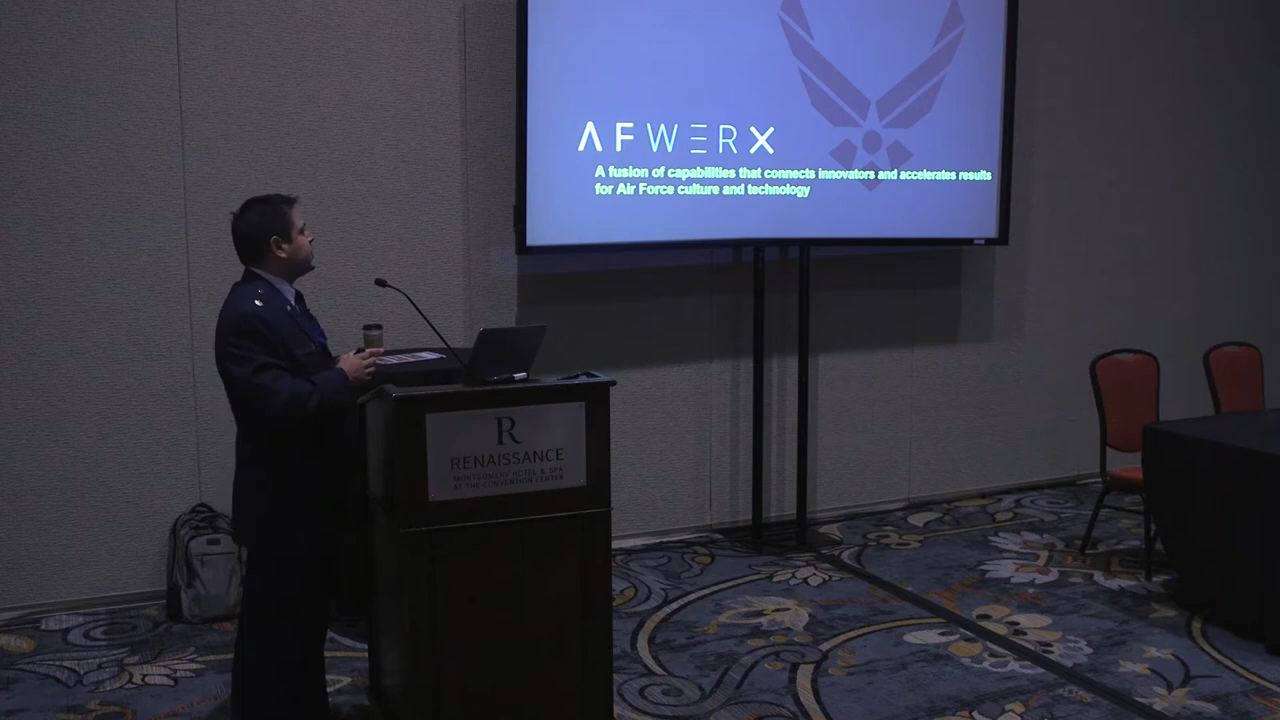 AFWERX
A fusion of capabilities that connects innovators and accelerates results
for Air Force culture and technology
R
RENAISSANCE
MONTGOMERY HOTEL & SPA
AT THE CONVENTION CENTER